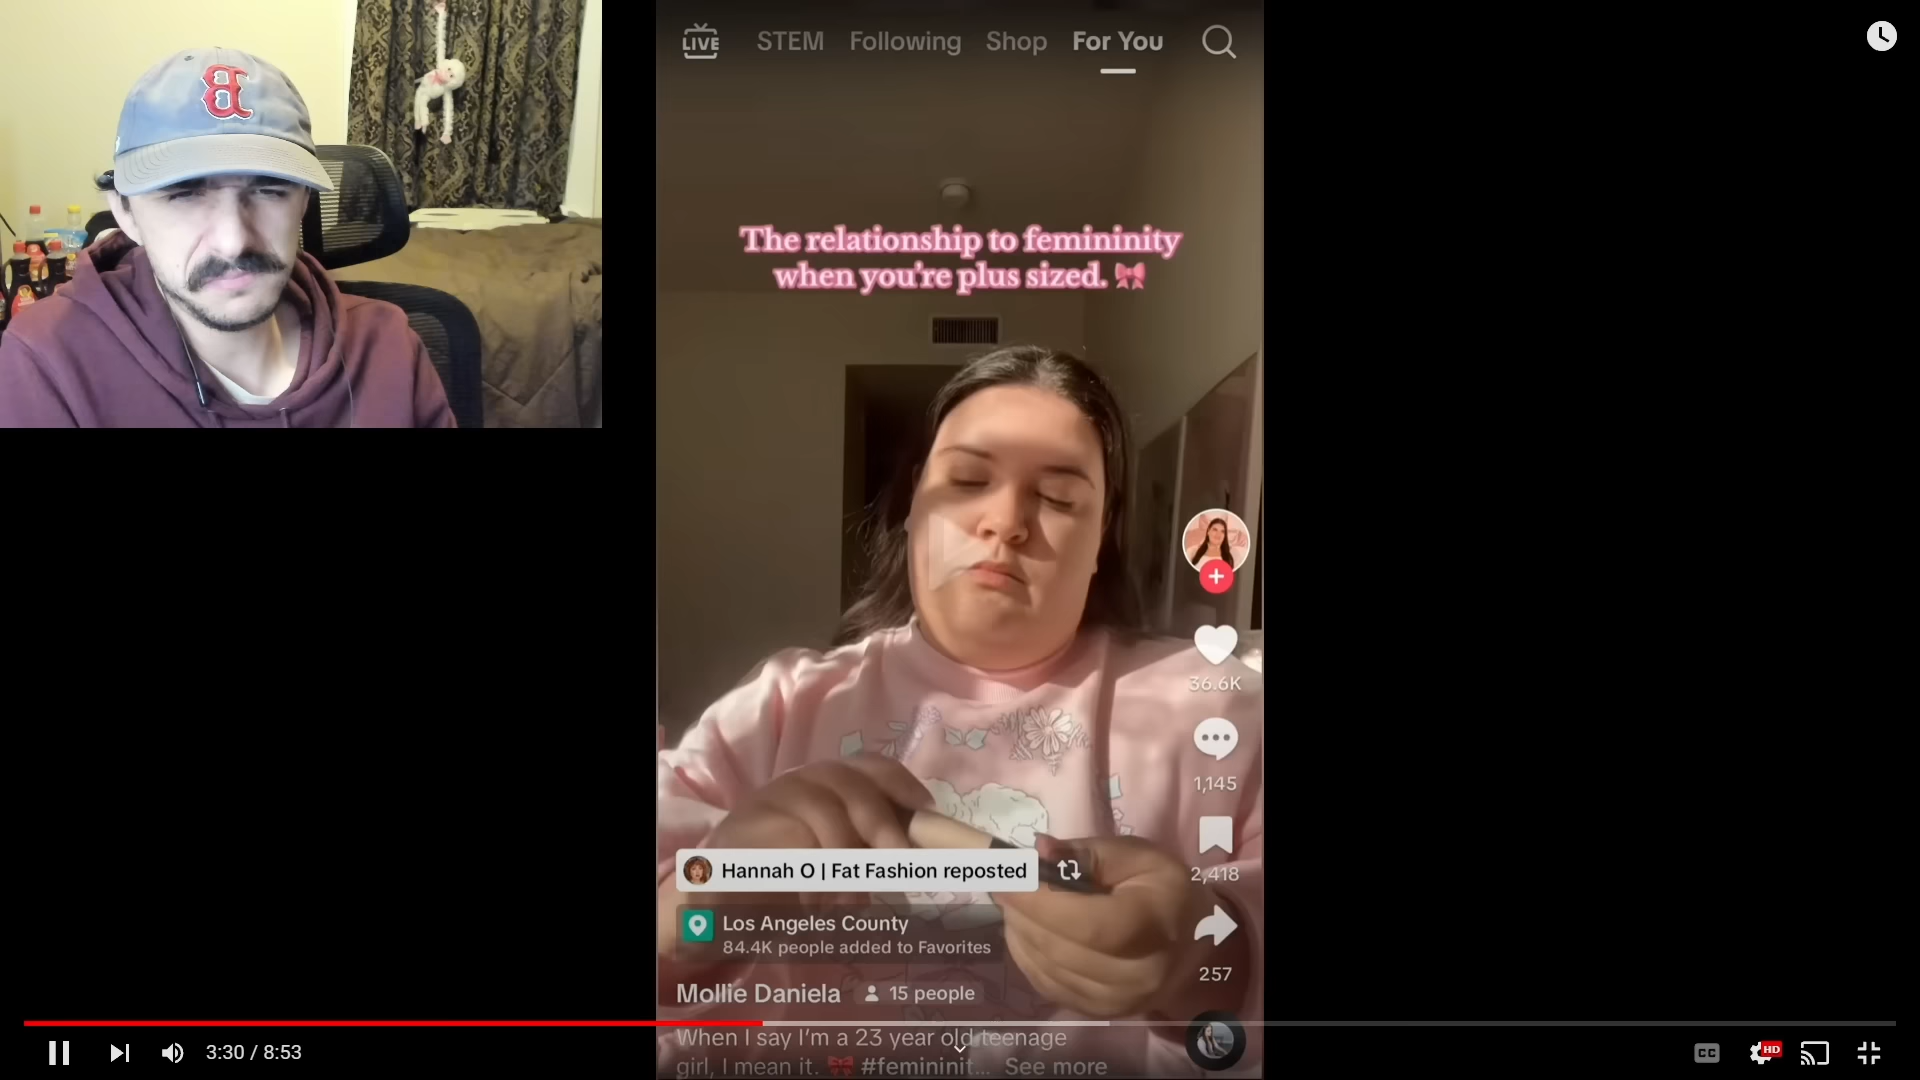 B
LIVE
STEM Following Shop For You
The relationship to femininity
when you're plus sized. 🎀
36.6K
1,145
2,418
257
Hannah O | Fat Fashion reposted
Los Angeles County
84.4K people added to Favorites
Mollie Daniela 15 people
When I say I'm a 23 year old teenage
girl, I mean it. 🎀 #femininit... See more
3:30 / 8:53
CC
HD